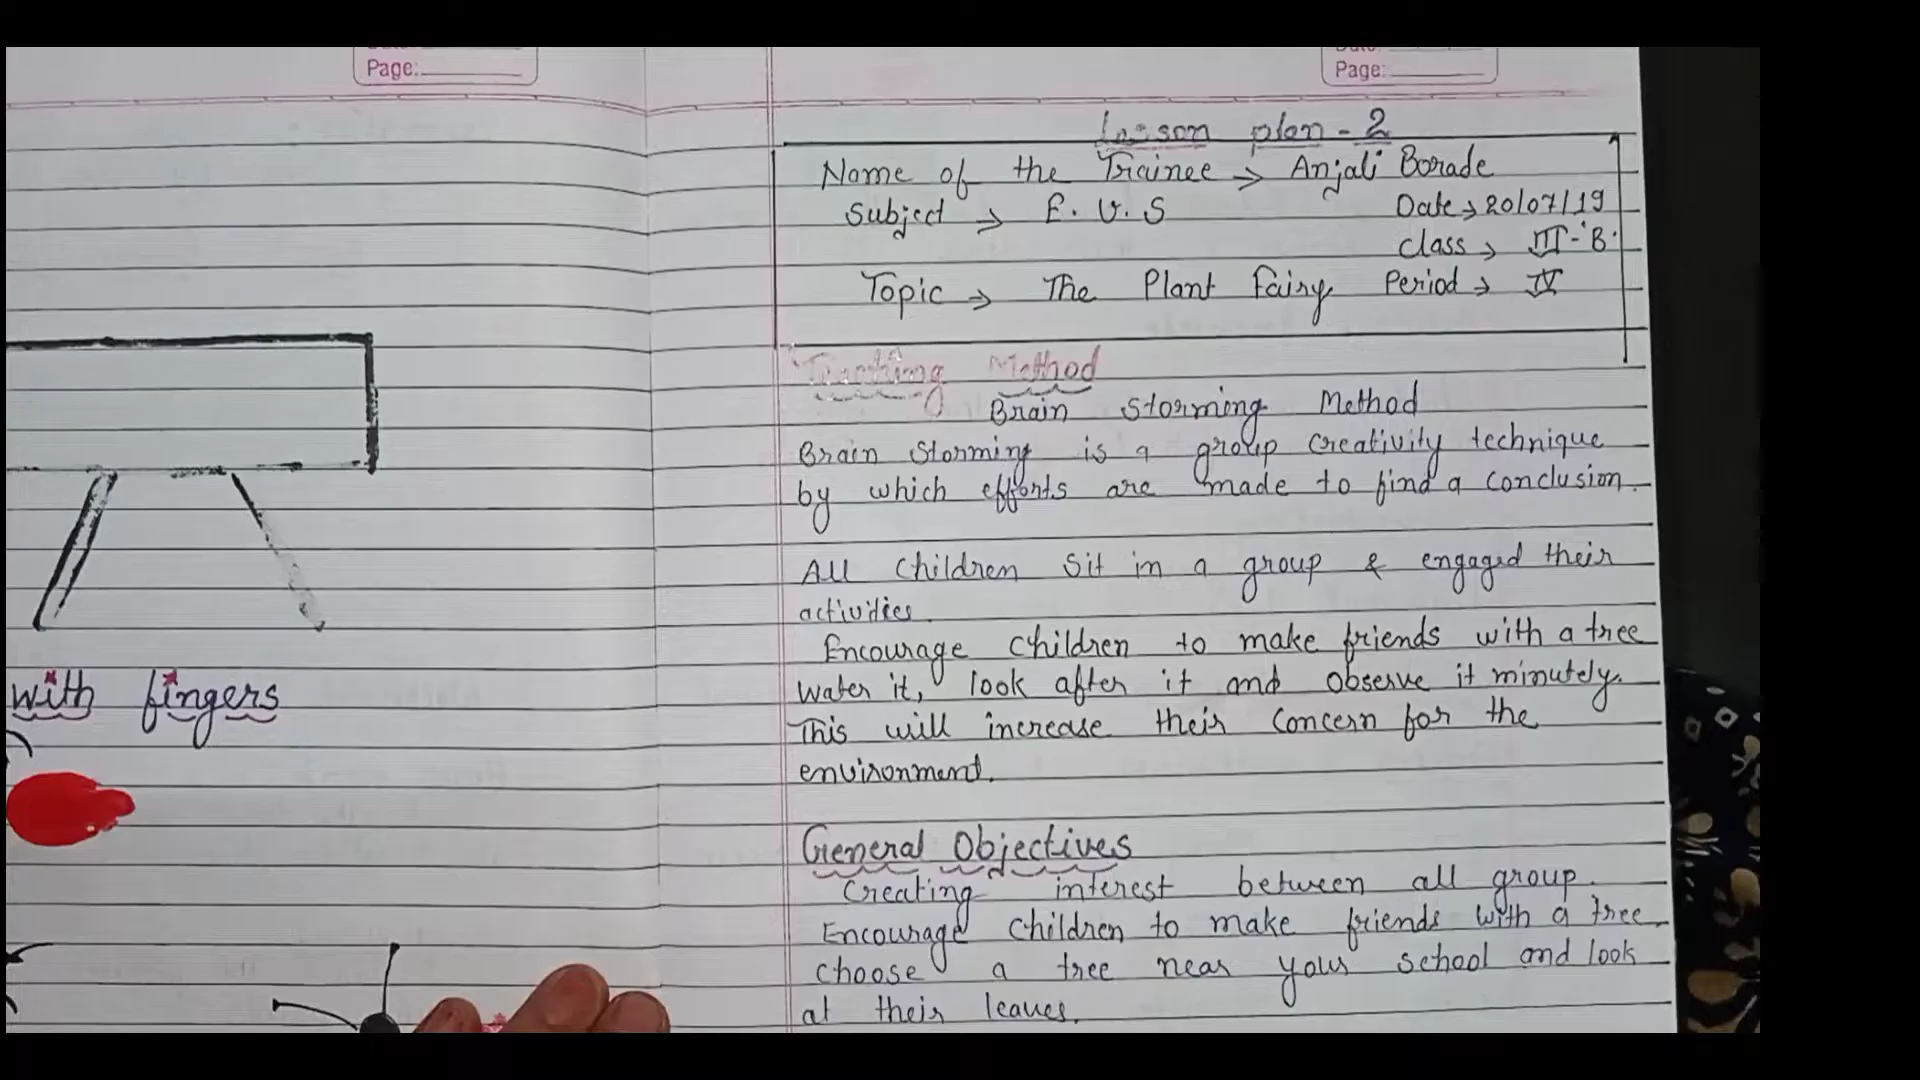 Page:
Page:
Lesson plan - 2
Name of the Trainee → Anjali Borade
Subject → E.V.S
Date → 20/07/19
Class → III-'B'
Topic → The Plant Fairy Period → IV
Teaching Method
Brain Storming Method
Brain Storming is a group creativity technique
by which efforts are made to find a conclusion.
All children sit in a group & engaged their
activities.
Encourage children to make friends with a tree
water it, look after it and observe it minutely.
This will increase their concern for the
environment.
General Objectives
Creating interest between all group.
Encourage children to make friends with a tree.
choose a tree near your school and look
at their leaves.
with fingers